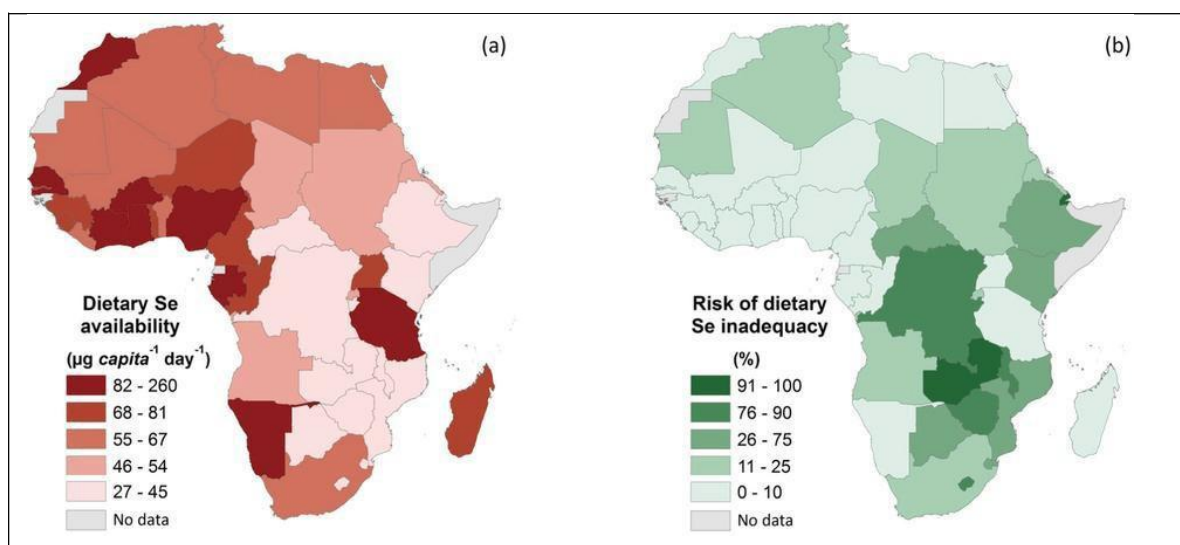 (a)
Dietary Se
availability
(µg capita⁻¹ day⁻¹)
82 - 260
68 - 81
55 - 67
46 - 54
27 - 45
No data
(b)
Risk of dietary
Se inadequacy
(%)
91 - 100
76 - 90
26 - 75
11 - 25
0 - 10
No data